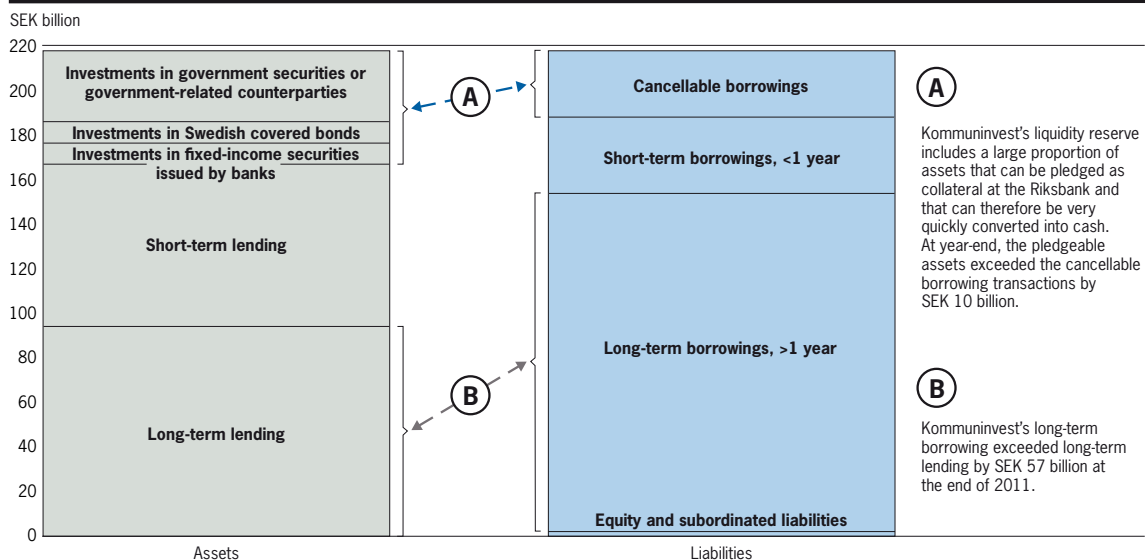 SEK billion
220
200
180
160
140
120
100
80
60
40
20
0
Investments in government securities or
government-related counterparties
Investments in Swedish covered bonds
Investments in fixed-income securities
issued by banks
Short-term lending
Long-term lending
Assets
A
B
Cancellable borrowings
Short-term borrowings, <1 year
Long-term borrowings, >1 year
Equity and subordinated liabilities
Liabilities
A
Kommuninvest's liquidity reserve
includes a large proportion of
assets that can be pledged as
collateral at the Riksbank and
that can therefore be very
quickly converted into cash.
At year-end, the pledgeable
assets exceeded the cancellable
borrowing transactions by
SEK 10 billion.
B
Kommuninvest's long-term
borrowing exceeded long-term
lending by SEK 57 billion at
the end of 2011.